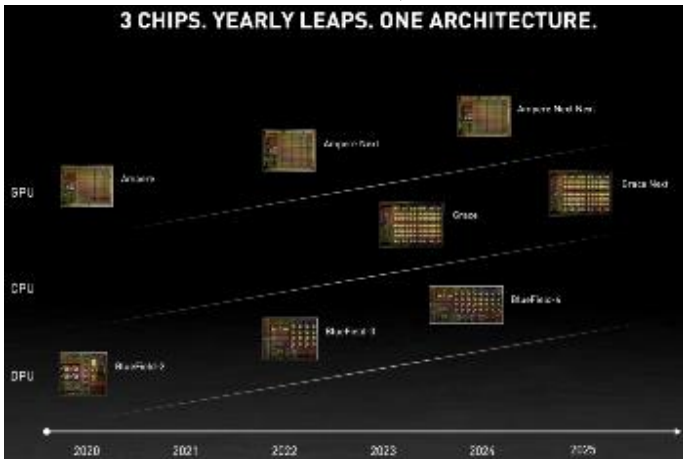 3 CHIPS. YEARLY LEAPS. ONE ARCHITECTURE.
Ampere Next Next
Ampere Next
Ampere
GPU
Grace Next
Grace
CPU
BlueField-4
BlueField-3
BlueField-2
DPU
2020 2021 2022 2023 2024 2025